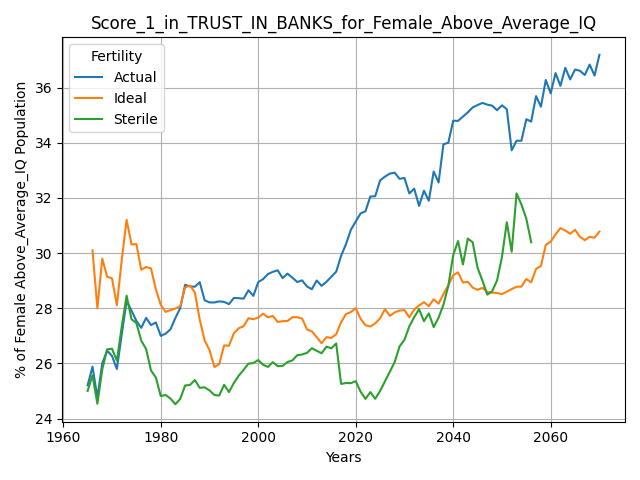 Score_1_in_TRUST_IN_BANKS_for_Female_Above_Average_IQ
Fertility
Actual
Ideal
Sterile
% of Female Above_Average_IQ Population
36
34
32
30
28
26
24
1960
1980
2000
2020
2040
2060
Years